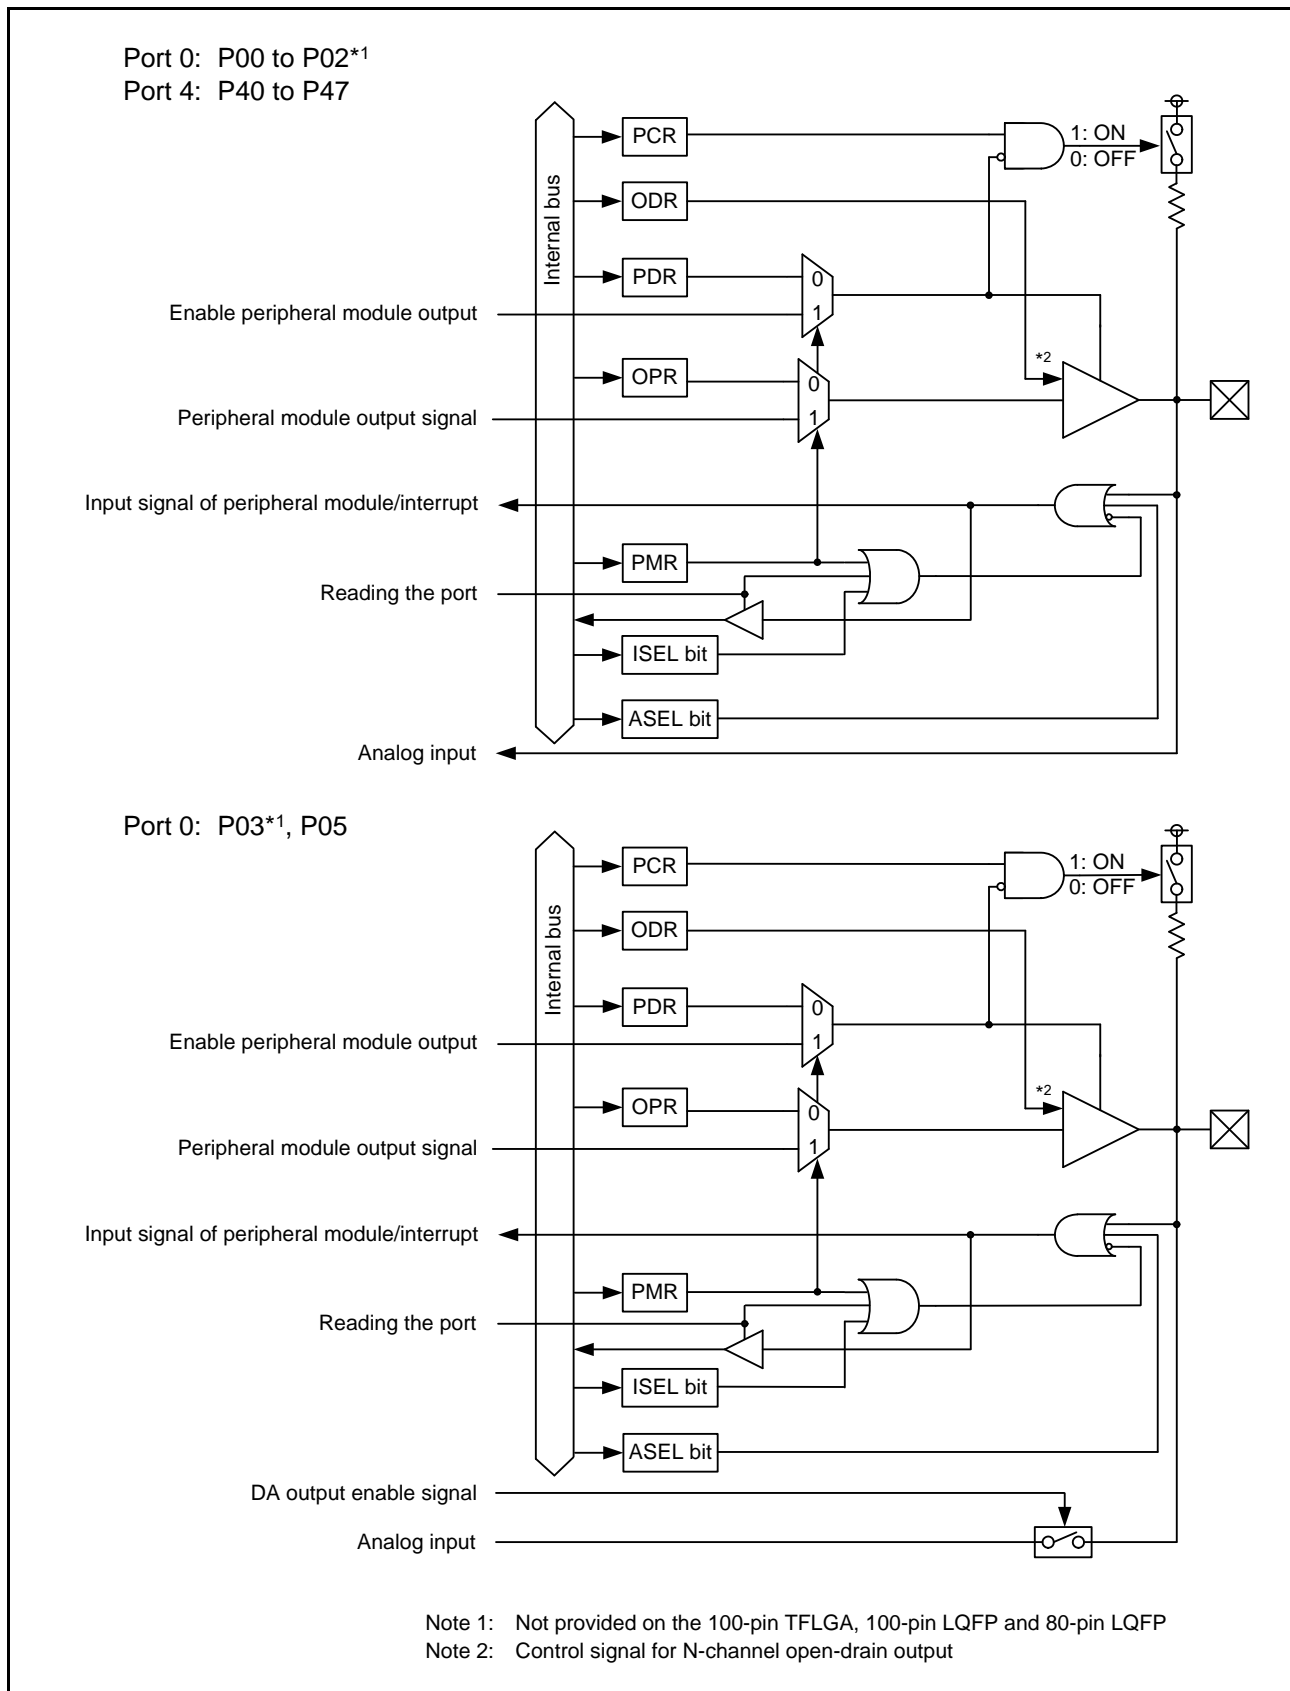 Port 0: P00 to P02*1
Port 4: P40 to P47
Internal bus
PCR
1: ON
0: OFF
ODR
PDR
0
Enable peripheral module output
1
*2
OPR
0
Peripheral module output signal
1
Input signal of peripheral module/interrupt
PMR
Reading the port
ISEL bit
ASEL bit
Analog input
Port 0: P03*1, P05
Internal bus
PCR
1: ON
0: OFF
ODR
PDR
0
Enable peripheral module output
1
*2
OPR
0
Peripheral module output signal
1
Input signal of peripheral module/interrupt
PMR
Reading the port
ISEL bit
ASEL bit
DA output enable signal
Analog input
Note 1: Not provided on the 100-pin TFLGA, 100-pin LQFP and 80-pin LQFP
Note 2: Control signal for N-channel open-drain output